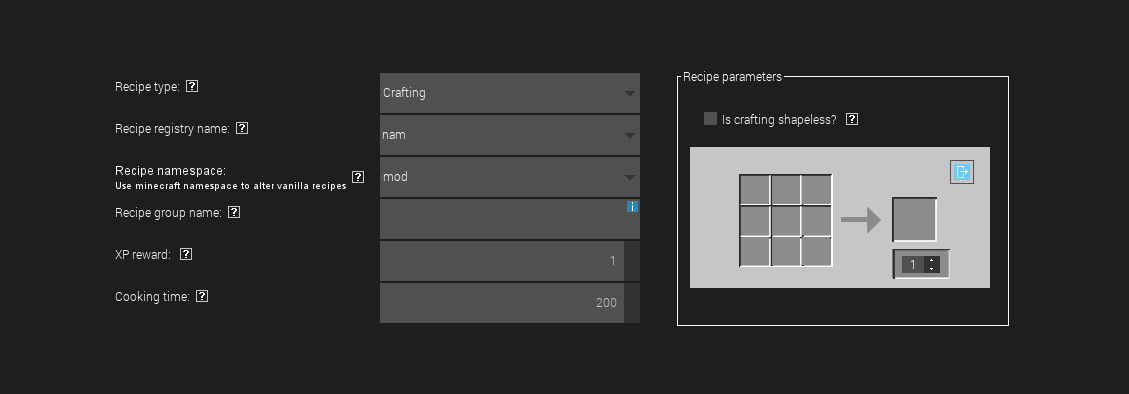 Recipe type: ?
Crafting
Recipe registry name: ?
nam
Recipe namespace:
Use minecraft namespace to alter vanilla recipes ?
mod
Recipe group name: ?
i
XP reward: ?
1
Cooking time: ?
200
Recipe parameters
Is crafting shapeless? ?
1